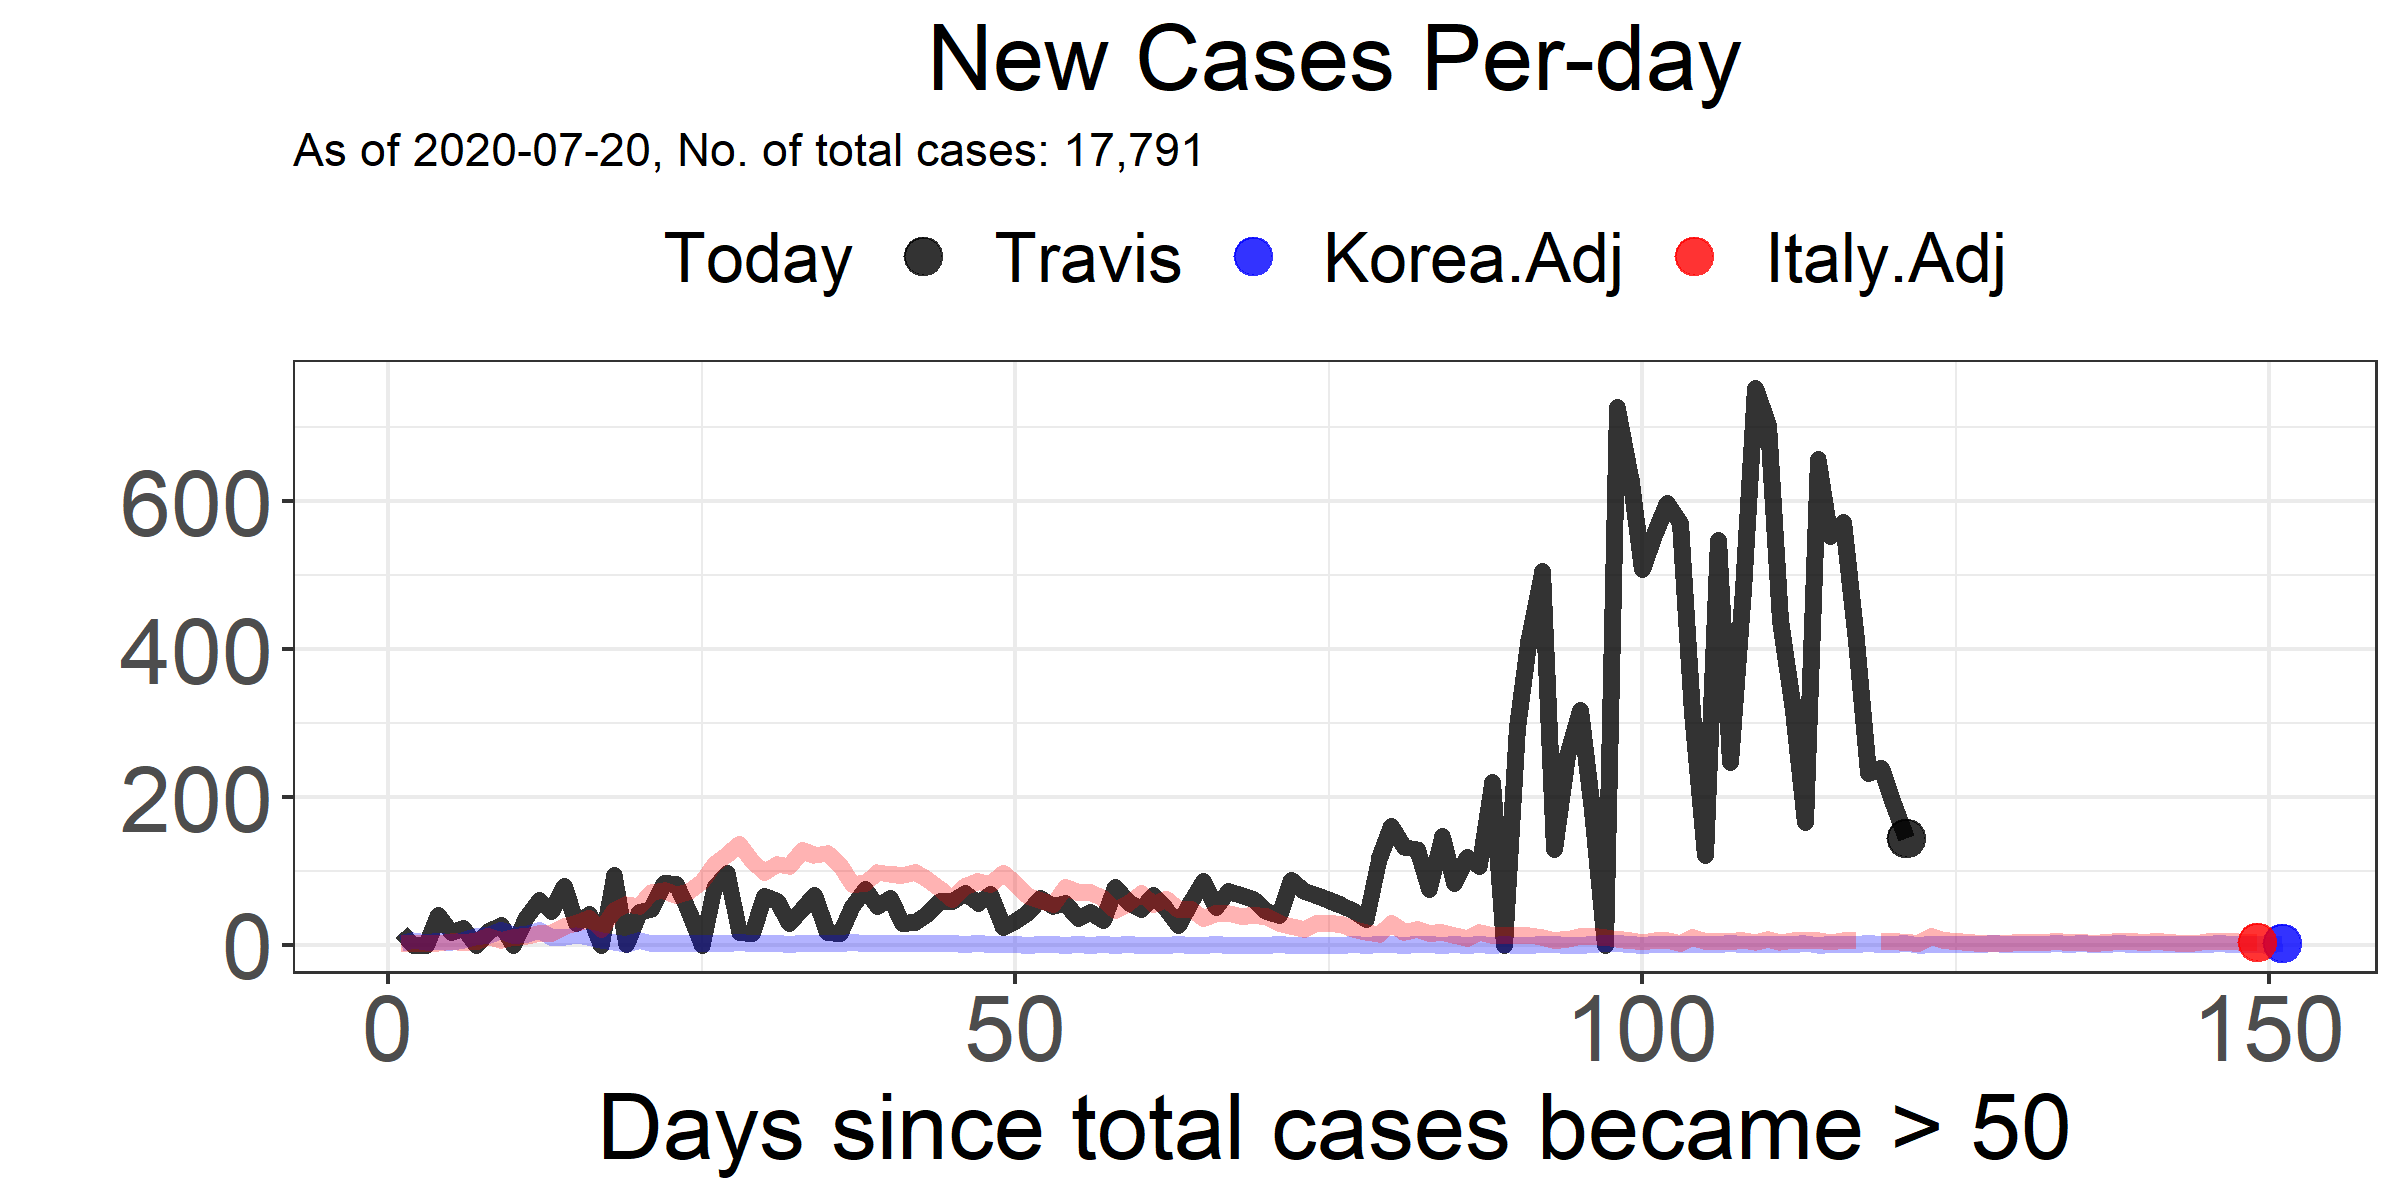 New Cases Per-day
As of 2020-07-20, No. of total cases: 17,791
Today Travis Korea.Adj Italy.Adj
600
400
200
0
0 50 100 150
Days since total cases became > 50